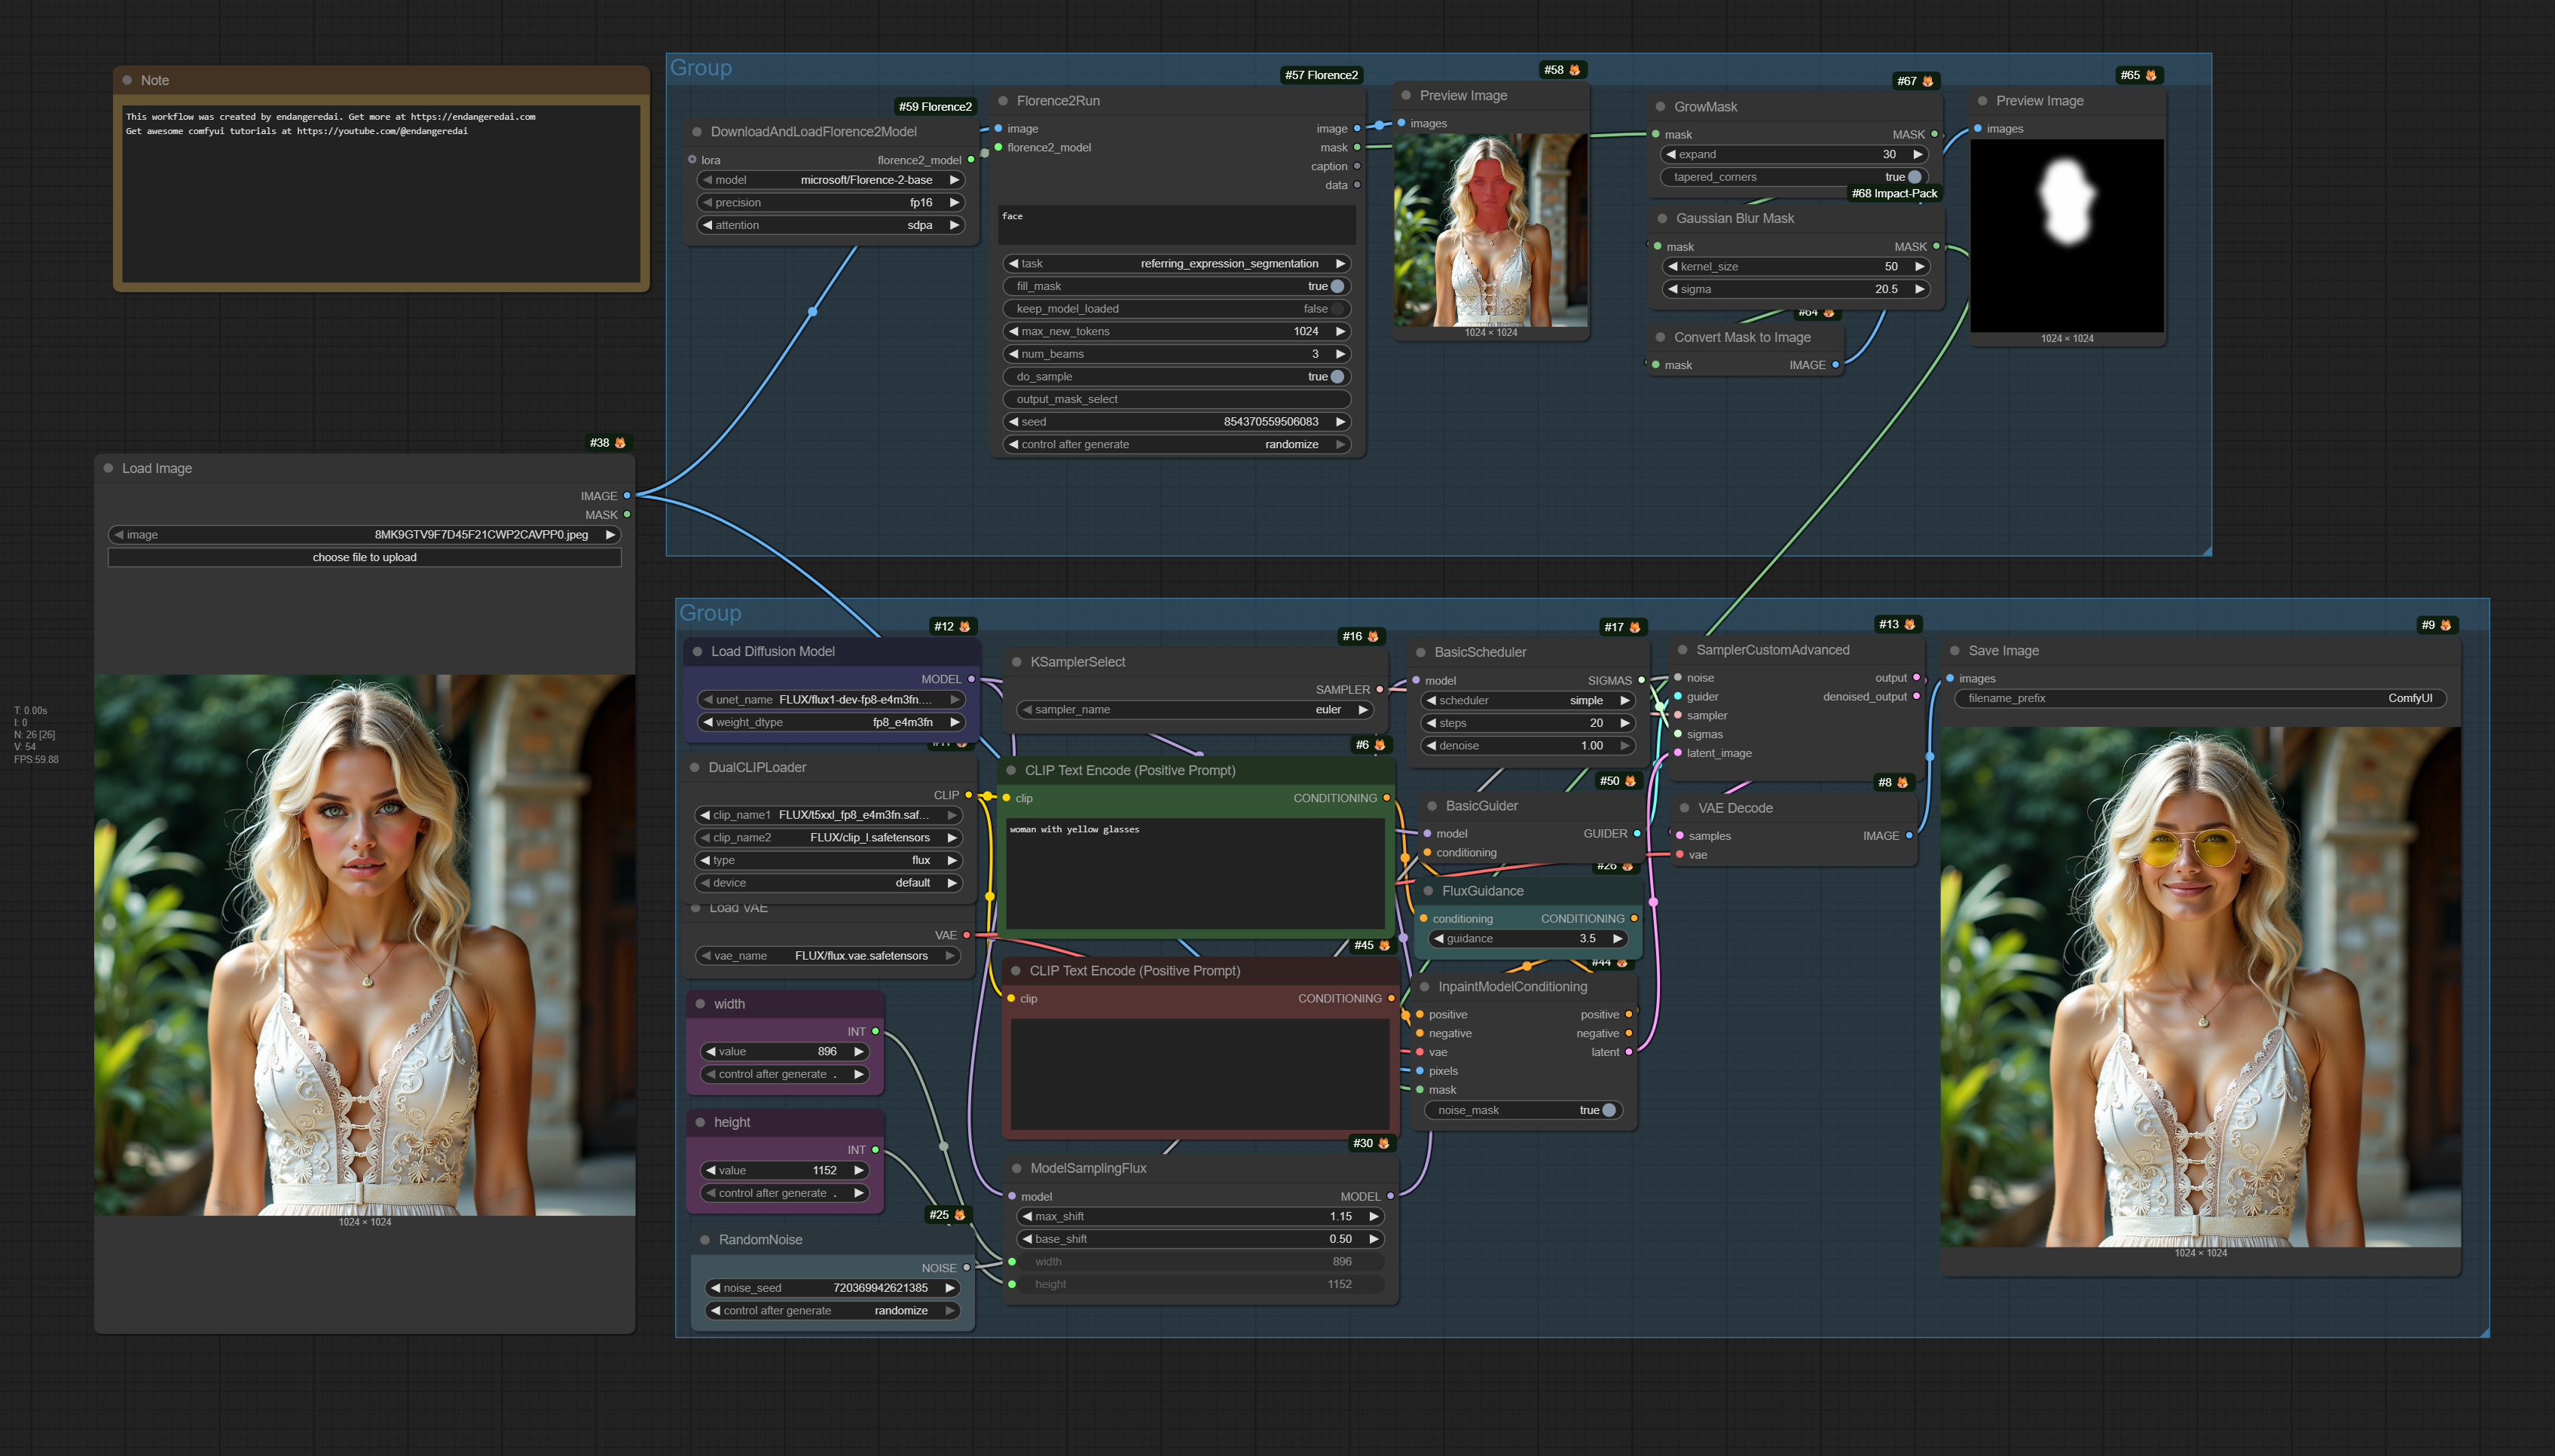 Note
This workflow was created by endangeredai. Get more at https://endangeredai.com
Get awesome comfyui tutorials at https://youtube.com/@endangeredai
#38
Load Image
IMAGE
MASK
image 8MK9GTV9F7D45F21CWP2CAVPP0.jpeg
choose file to upload
1024 × 1024
T: 0.00s
I: 0
N: 26 [26]
V: 54
FPS:59.88
Group
#59 Florence2
DownloadAndLoadFlorence2Model
lora florence2_model
model microsoft/Florence-2-base
precision fp16
attention sdpa
#57 Florence2
Florence2Run
image image
florence2_model mask
caption
data
face
task referring_expression_segmentation
fill_mask true
keep_model_loaded false
max_new_tokens 1024
num_beams 3
do_sample true
output_mask_select
seed 854370559506083
control after generate randomize
#58
Preview Image
images
1024 × 1024
#67
GrowMask
mask MASK
expand 30
tapered_corners true
#68 Impact-Pack
Gaussian Blur Mask
mask MASK
kernel_size 50
sigma 20.5
#64
Convert Mask to Image
mask IMAGE
#65
Preview Image
images
1024 × 1024
Group
#12
Load Diffusion Model
MODEL
unet_name FLUX/flux1-dev-fp8-e4m3fn....
weight_dtype fp8_e4m3fn
DualCLIPLoader
CLIP
clip_name1 FLUX/t5xxl_fp8_e4m3fn.saf...
clip_name2 FLUX/clip_l.safetensors
type flux
device default
Load VAE
VAE
vae_name FLUX/flux.vae.safetensors
width
INT
value 896
control after generate .
height
INT
value 1152
control after generate .
#25
RandomNoise
NOISE
noise_seed 720369942621385
control after generate randomize
#16
KSamplerSelect
SAMPLER
sampler_name euler
#6
CLIP Text Encode (Positive Prompt)
clip CONDITIONING
woman with yellow glasses
#45
CLIP Text Encode (Positive Prompt)
clip CONDITIONING
#30
ModelSamplingFlux
model MODEL
max_shift 1.15
base_shift 0.50
width 896
height 1152
#17
BasicScheduler
model SIGMAS
scheduler simple
steps 20
denoise 1.00
#50
BasicGuider
model GUIDER
conditioning
#26
FluxGuidance
conditioning CONDITIONING
guidance 3.5
#44
InpaintModelConditioning
positive positive
negative negative
vae latent
pixels
mask
noise_mask true
#13
SamplerCustomAdvanced
noise output
guider denoised_output
sampler
sigmas
latent_image
#8
VAE Decode
samples IMAGE
vae
#9
Save Image
images
filename_prefix ComfyUI
1024 × 1024